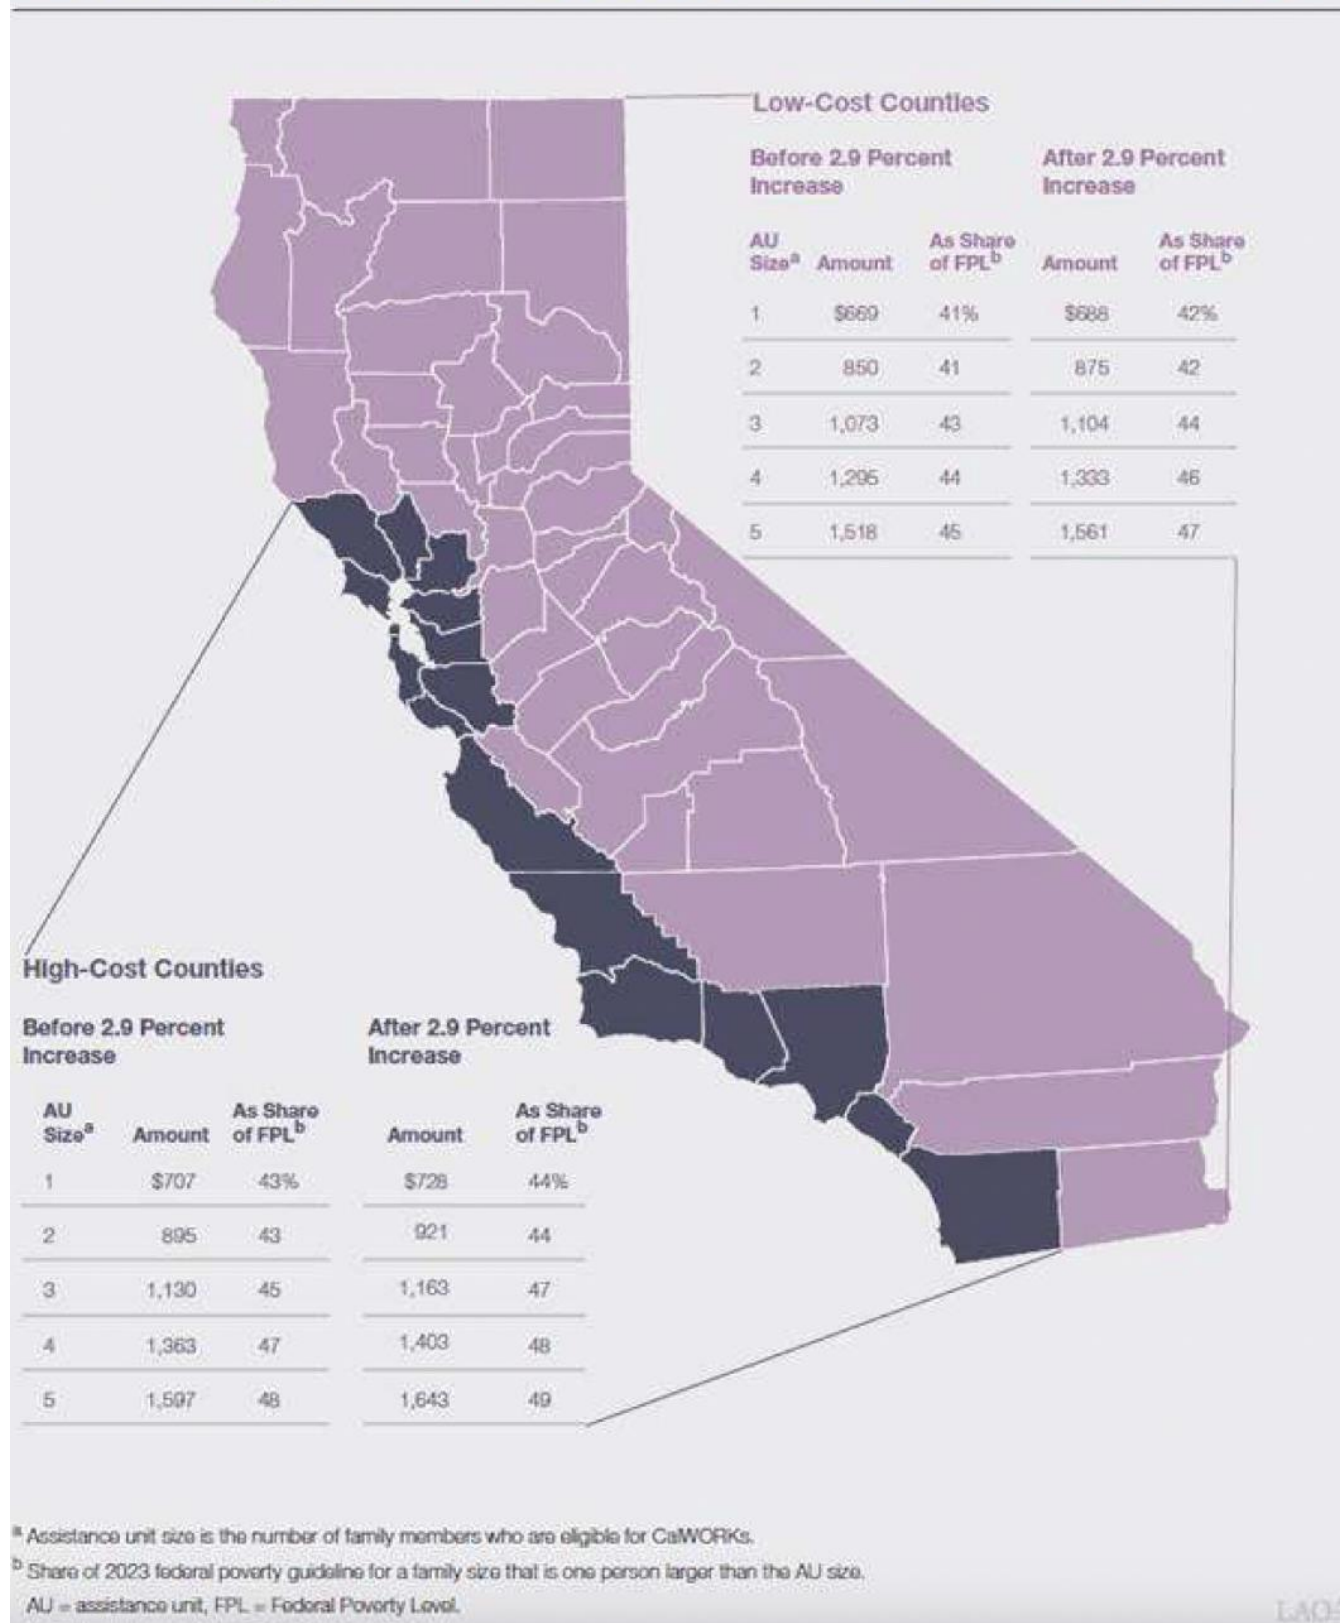 Low-Cost Counties
Before 2.9 Percent Increase
After 2.9 Percent Increase
AU Sizeª Amount As Share of FPLᵇ Amount As Share of FPLᵇ
1 $669 41% $688 42%
2 850 41 875 42
3 1,073 43 1,104 44
4 1,295 44 1,333 46
5 1,518 45 1,561 47
High-Cost Counties
Before 2.9 Percent Increase
After 2.9 Percent Increase
AU Sizeª Amount As Share of FPLᵇ Amount As Share of FPLᵇ
1 $707 43% $728 44%
2 895 43 921 44
3 1,130 45 1,163 47
4 1,363 47 1,403 48
5 1,597 48 1,643 49
ª Assistance unit size is the number of family members who are eligible for CalWORKs.
ᵇ Share of 2023 federal poverty guideline for a family size that is one person larger than the AU size.
AU = assistance unit, FPL = Federal Poverty Level.
LAO